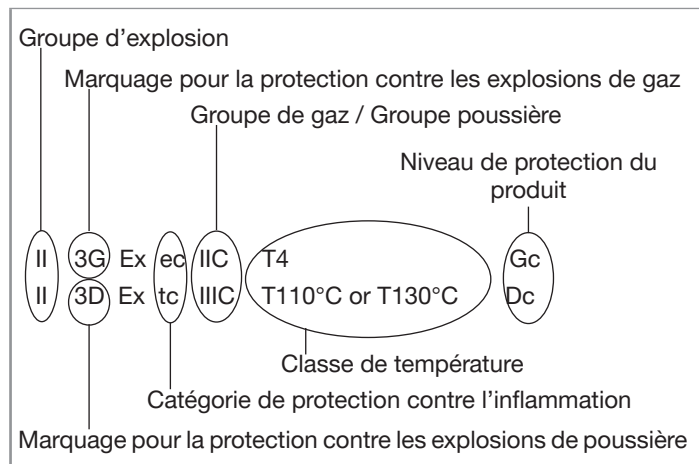 Groupe d’explosion
Marquage pour la protection contre les explosions de gaz
Groupe de gaz / Groupe poussière
Niveau de protection du
produit
II 3G Ex ec IIC T4 Gc
II 3D Ex tc IIIC T110°C or T130°C Dc
Classe de température
Catégorie de protection contre l’inflammation
Marquage pour la protection contre les explosions de poussière